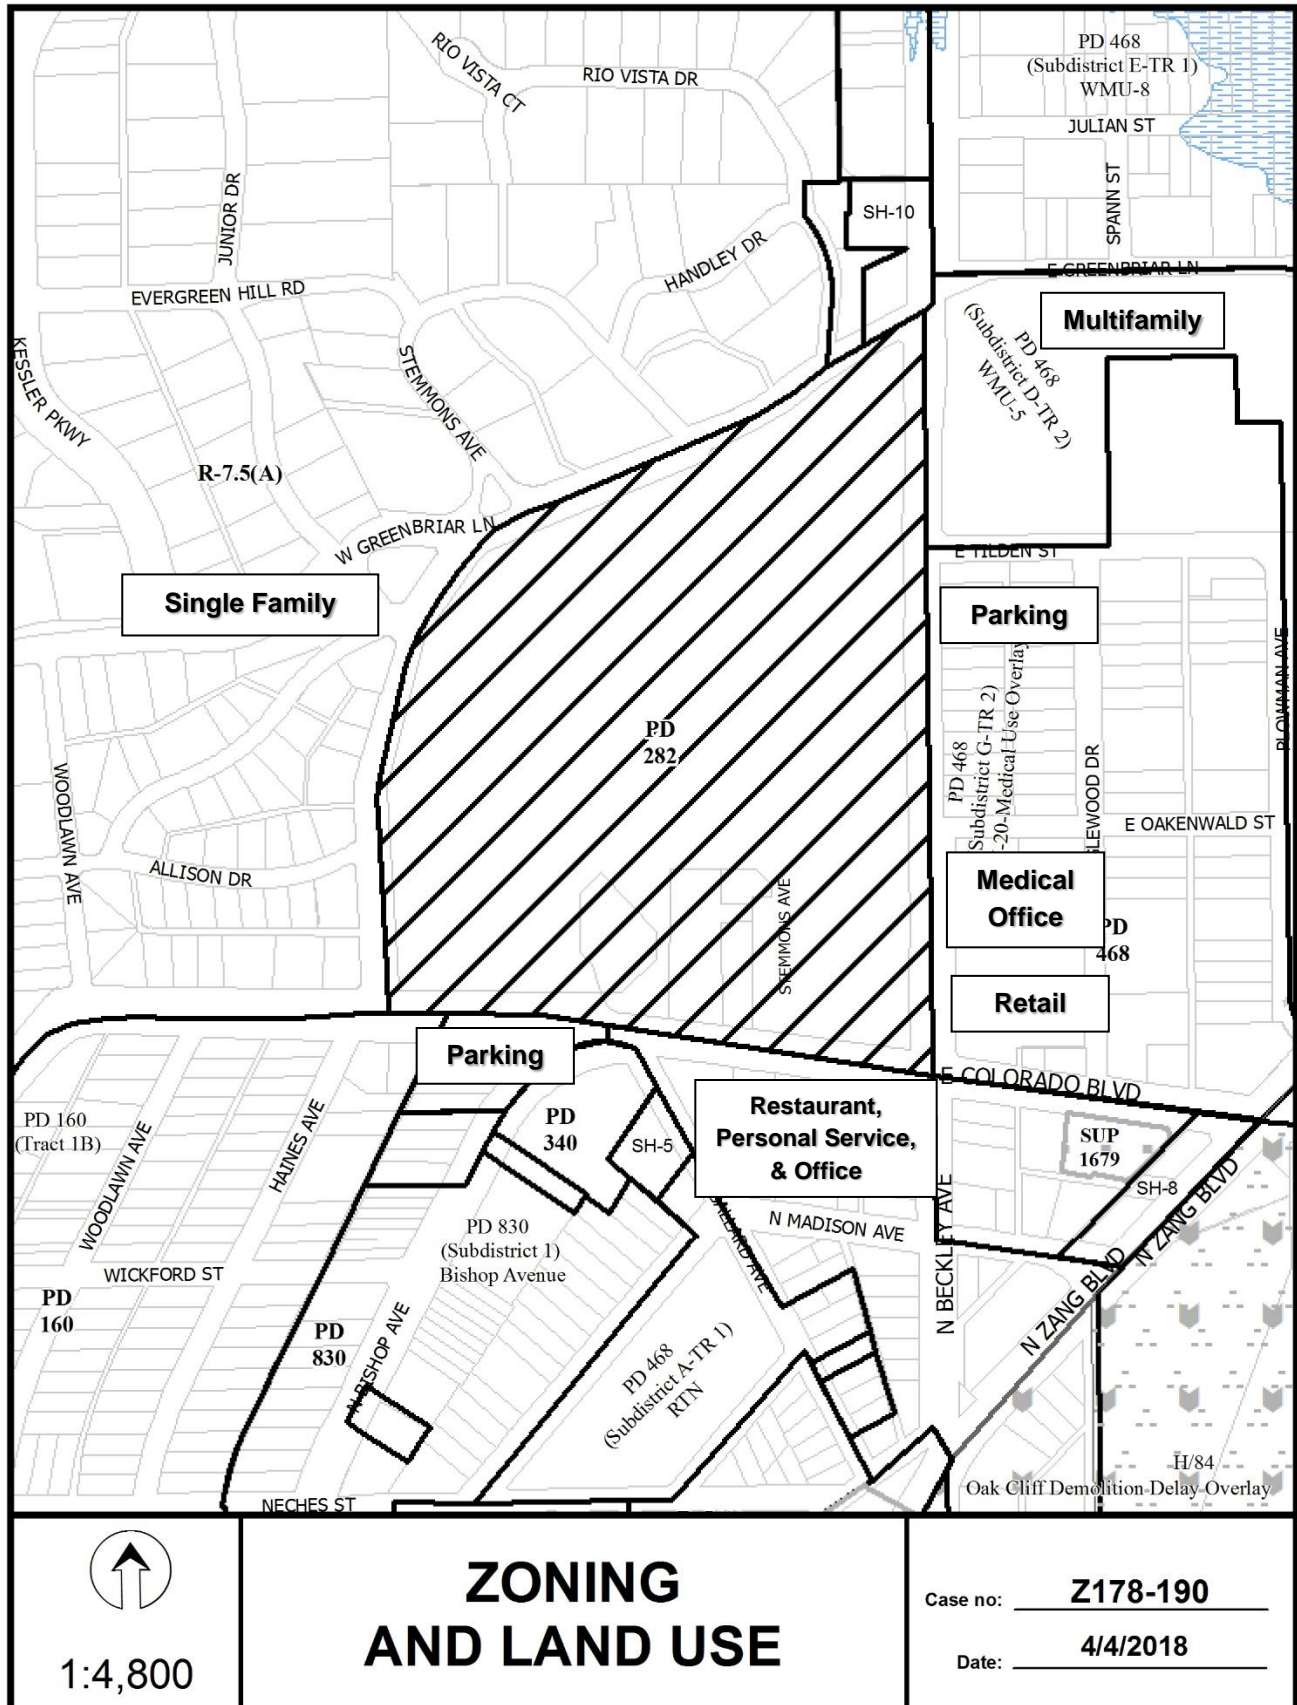 RIO VISTA CT
RIO VISTA DR
PD 468
(Subdistrict E-TR 1)
WMU-8
JULIAN ST
SPANN ST
JUNIOR DR
SH-10
HANDLEY DR
EVERGREEN HILL RD
E GREENBRIAR LN
Multifamily
PD 468
(Subdistrict D-TR 2)
WMU-5
KESSLER PKWY
STEMMONS AVE
R-7.5(A)
W GREENBRIAR LN
E TILDEN ST
Single Family
Parking
PD 468
Subdistrict G-TR 2)
-20-Medical Use Overlay
PLOWMAN AVE
PD
282
WOODLAWN AVE
LEWOOD DR
E OAKENWALD ST
ALLISON DR
STEMMONS AVE
Medical
Office
PD
468
Retail
Parking
E COLORADO BLVD
PD 160
(Tract 1B)
WOODLAWN AVE
HAINES AVE
PD
340
SH-5
Restaurant,
Personal Service,
& Office
SUP
1679
SH-8
N ZANG BLVD
PD 830
(Subdistrict 1)
Bishop Avenue
ALLARD AVE
N MADISON AVE
N BECKLEY AVE
N ZANG BLVD
WICKFORD ST
PD
160
PD
830
N BISHOP AVE
PD 468
(Subdistrict A-TR 1)
RTN
H/84
Oak Cliff Demolition Delay Overlay
NECHES ST
1:4,800
ZONING
AND LAND USE
Case no: Z178-190
Date: 4/4/2018